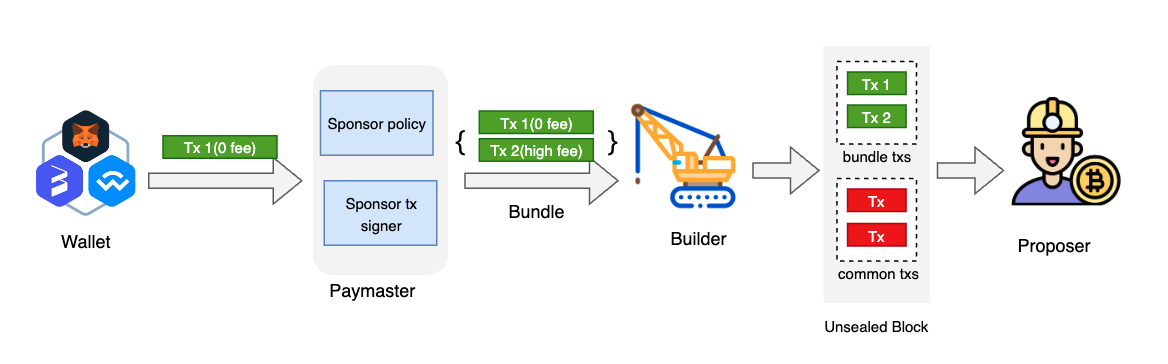 Tx 1(0 fee)
Wallet
Sponsor policy
Sponsor tx
signer
Paymaster
{
Tx 1(0 fee)
Tx 2(high fee)
}
Bundle
Builder
Tx 1
Tx 2
bundle txs
Tx
Tx
common txs
Unsealed Block
Proposer